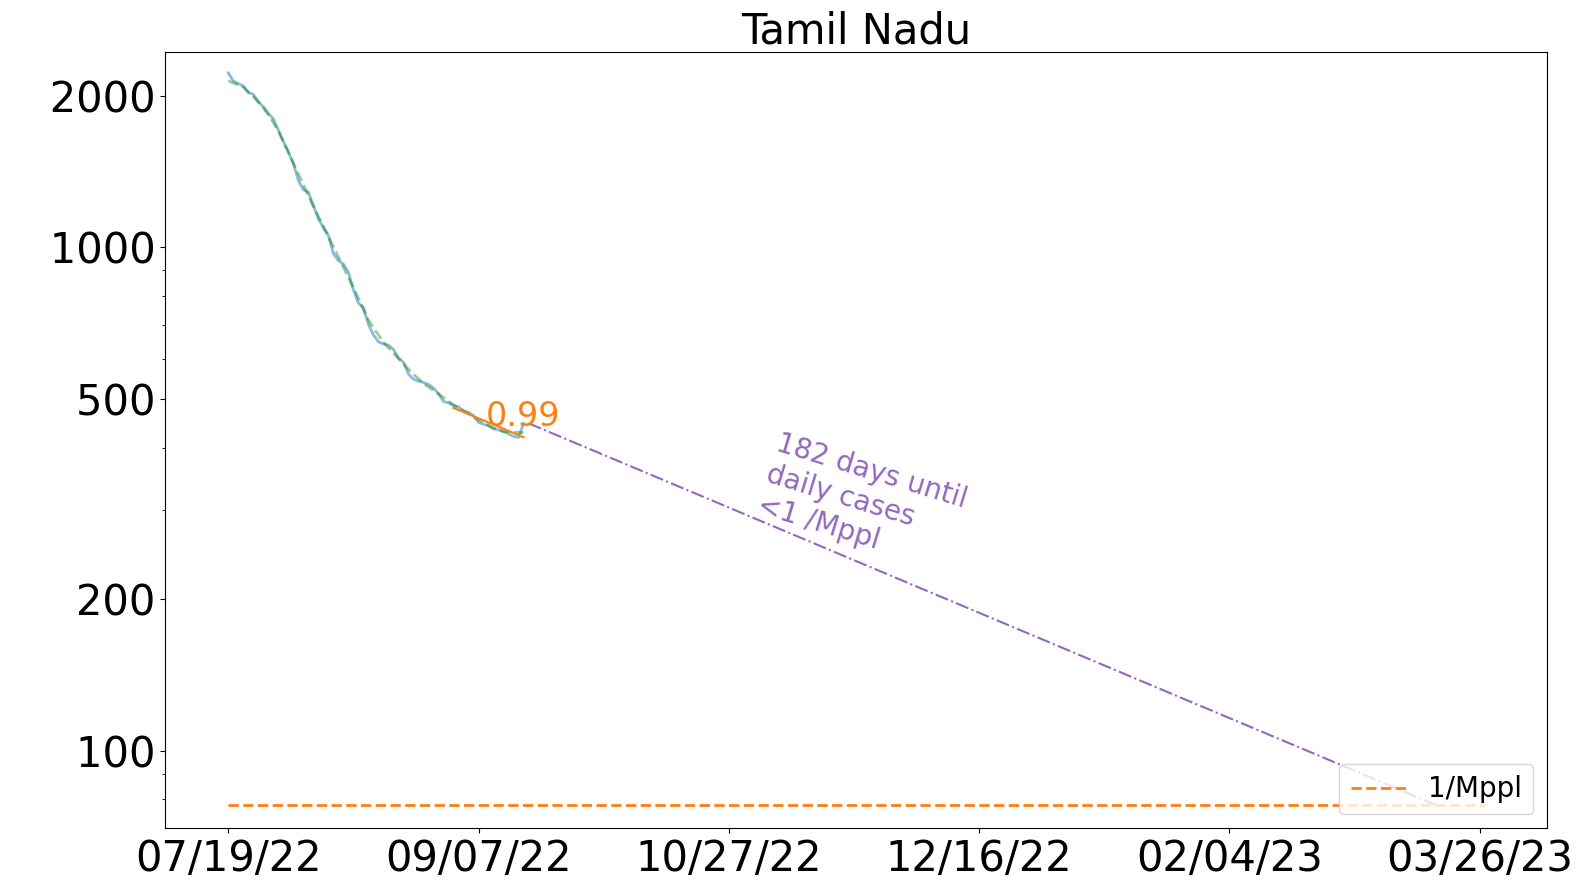 Tamil Nadu
2000
1000
500
200
100
0.99
182 days until
daily cases
<1 /Mppl
1/Mppl
07/19/22
09/07/22
10/27/22
12/16/22
02/04/23
03/26/23